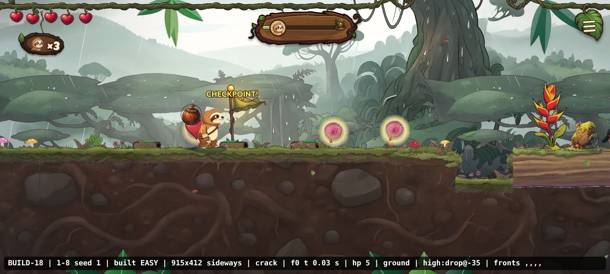 ×3
CHECKPOINT!
BUILD-18 | 1-8 seed 1 | built EASY | 915x412 sideways | crack | f0 t 0.03 s | hp 5 | ground | high:drop@-35 | fronts ,,,,